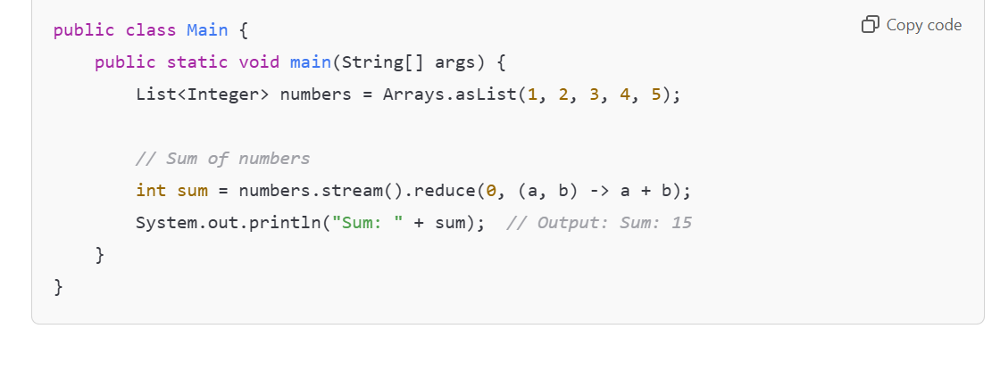 public class Main {
Copy code
    public static void main(String[] args) {
        List<Integer> numbers = Arrays.asList(1, 2, 3, 4, 5);
        // Sum of numbers
        int sum = numbers.stream().reduce(0, (a, b) -> a + b);
        System.out.println("Sum: " + sum);  // Output: Sum: 15
    }
}